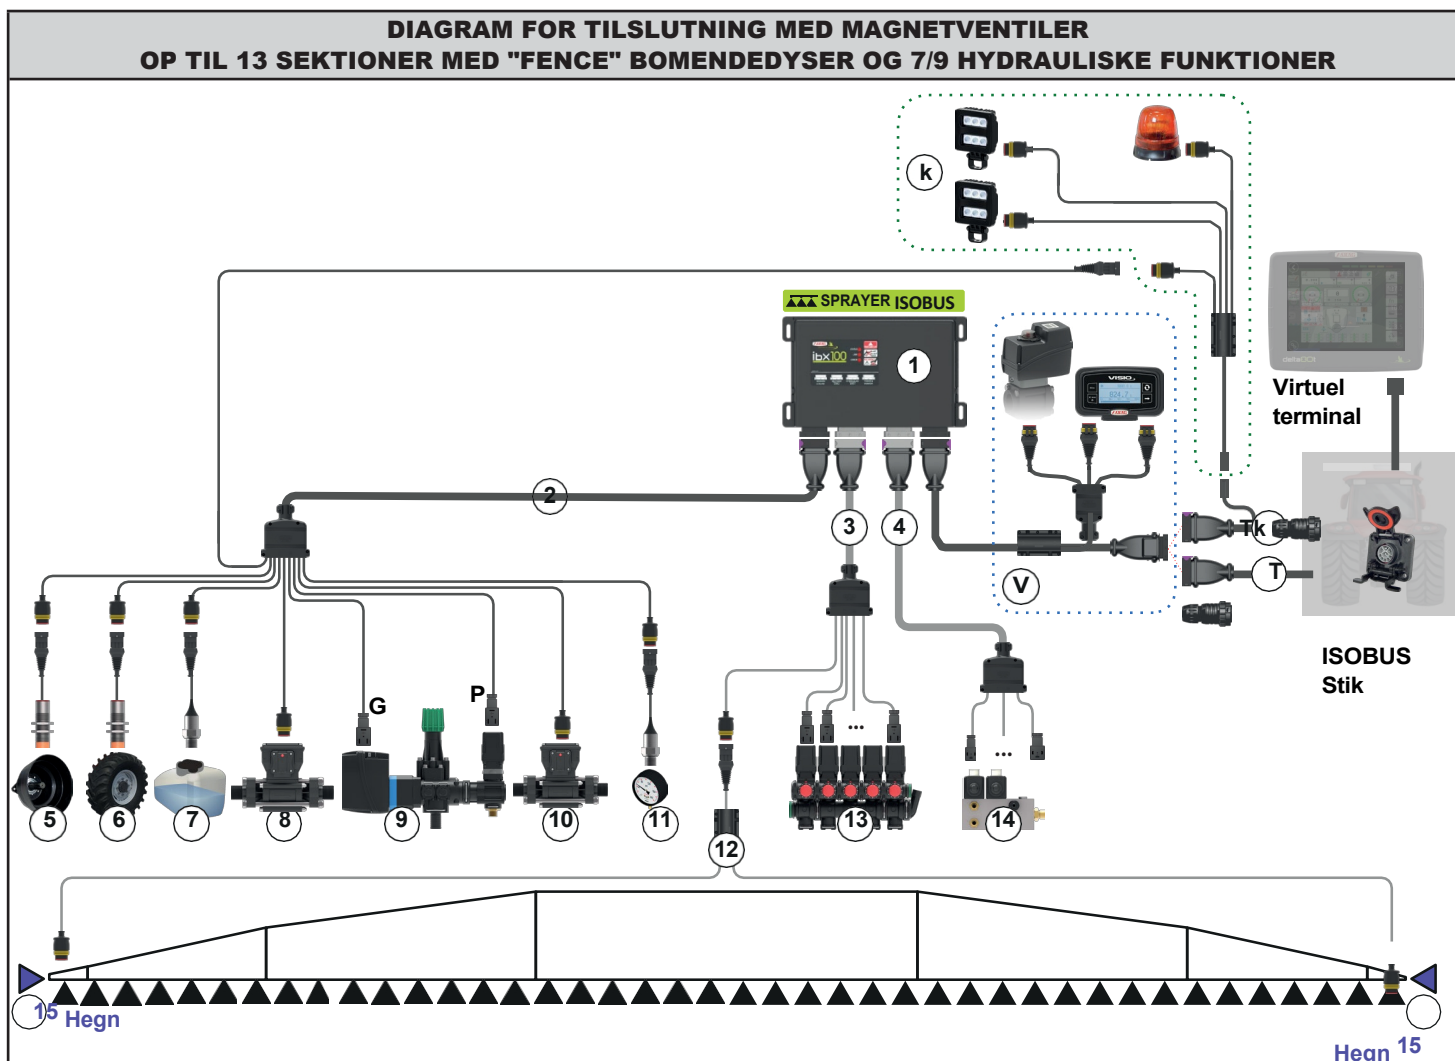 DIAGRAM FOR TILSLUTNING MED MAGNETVENTILER
OP TIL 13 SEKTIONER MED "FENCE" BOMENDEDYSER OG 7/9 HYDRAULISKE FUNKTIONER
k
SPRAYER ISOBUS
ibx100
1
VISIO
Virtuel
terminal
2
3
4
Tk
T
V
ISOBUS
Stik
G
P
...
...
5
6
7
8
9
10
11
12
13
14
15
Hegn
Hegn 15